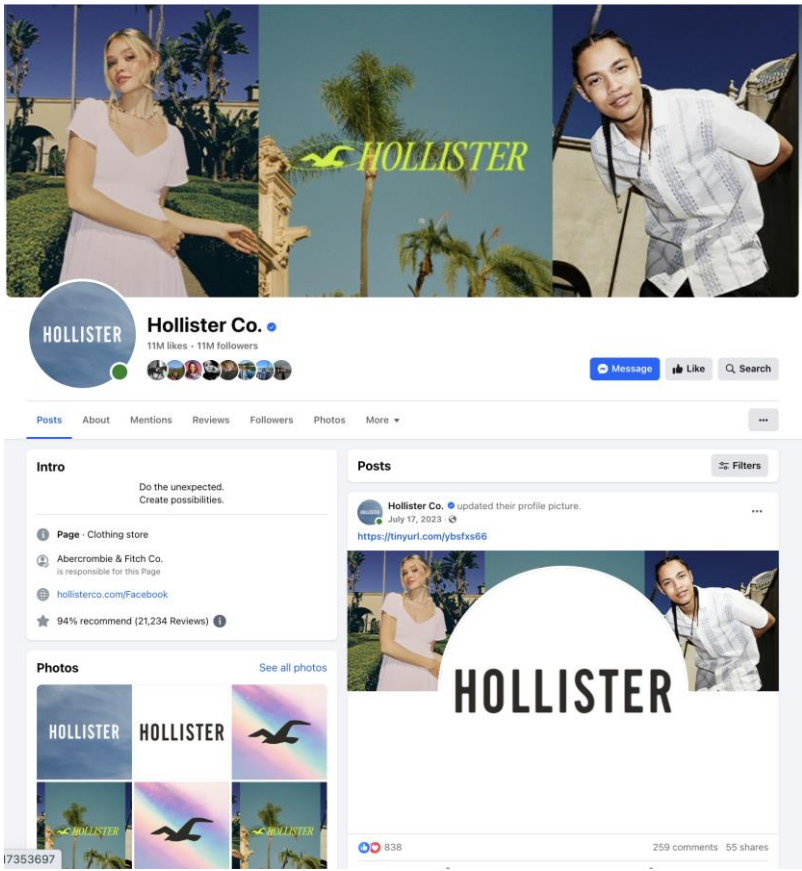 HOLLISTER
HOLLISTER
Hollister Co.
11M likes · 11M followers
Message
Like
Search
Posts
About
Mentions
Reviews
Followers
Photos
More
Intro
Do the unexpected.
Create possibilities.
Page · Clothing store
Abercrombie & Fitch Co.
is responsible for this Page
hollisterco.com/Facebook
94% recommend (21,234 Reviews)
Photos
See all photos
HOLLISTER
HOLLISTER
HOLLISTER
HOLLISTER
17353697
Posts
Filters
HOLLISTER
Hollister Co. updated their profile picture.
July 17, 2023 ·
https://tinyurl.com/ybsfxs66
HOLLISTER
838
259 comments
55 shares